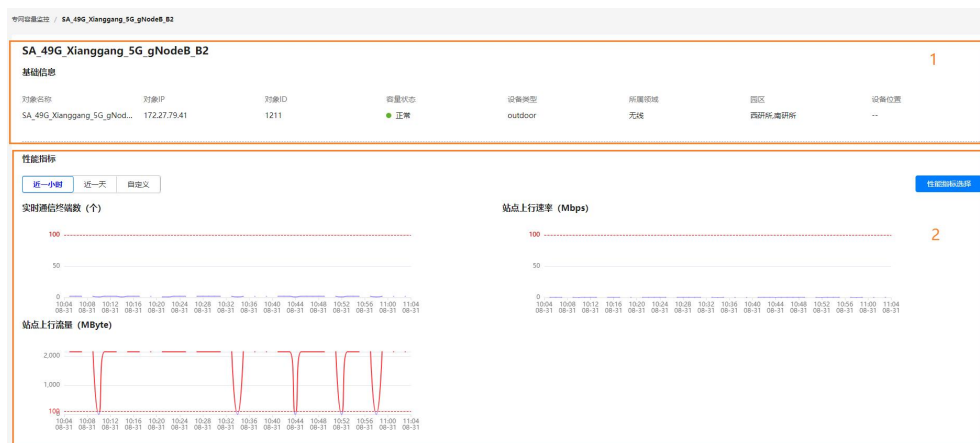 专网容量监控 / SA_49G_Xianggang_5G_gNodeB_B2
SA_49G_Xianggang_5G_gNodeB_B2
1
基础信息
对象名称 对象IP 对象ID 容量状态 设备类型 所属领域 园区 设备位置
SA_49G_Xianggang_5G_gNod... 172.27.79.41 1211 正常 outdoor 无线 西研所,南研所 --
性能指标
近一小时 近一天 自定义 性能指标选择
实时通信终端数（个） 站点上行速率（Mbps）
2
100 100
50 50
0 0
10:04 10:08 10:12 10:16 10:20 10:24 10:28 10:32 10:36 10:40 10:44 10:48 10:52 10:56 11:00 11:04 10:04 10:08 10:12 10:16 10:20 10:24 10:28 10:32 10:36 10:40 10:44 10:48 10:52 10:56 11:00 11:04
08-31 08-31 08-31 08-31 08-31 08-31 08-31 08-31 08-31 08-31 08-31 08-31 08-31 08-31 08-31 08-31 08-31 08-31 08-31 08-31 08-31 08-31 08-31 08-31 08-31 08-31 08-31 08-31 08-31 08-31 08-31 08-31
站点上行流量（MByte）
2,000
1,000
100
0
10:04 10:08 10:12 10:16 10:20 10:24 10:28 10:32 10:36 10:40 10:44 10:48 10:52 10:56 11:00 11:04
08-31 08-31 08-31 08-31 08-31 08-31 08-31 08-31 08-31 08-31 08-31 08-31 08-31 08-31 08-31 08-31